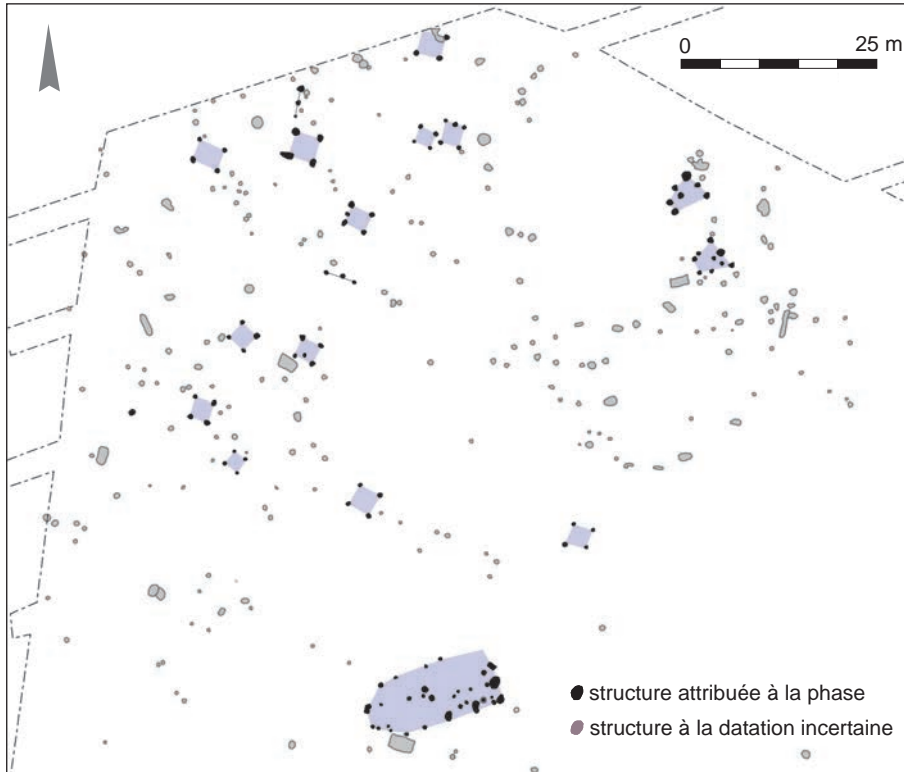 0 25 m
structure attribuée à la phase
structure à la datation incertaine